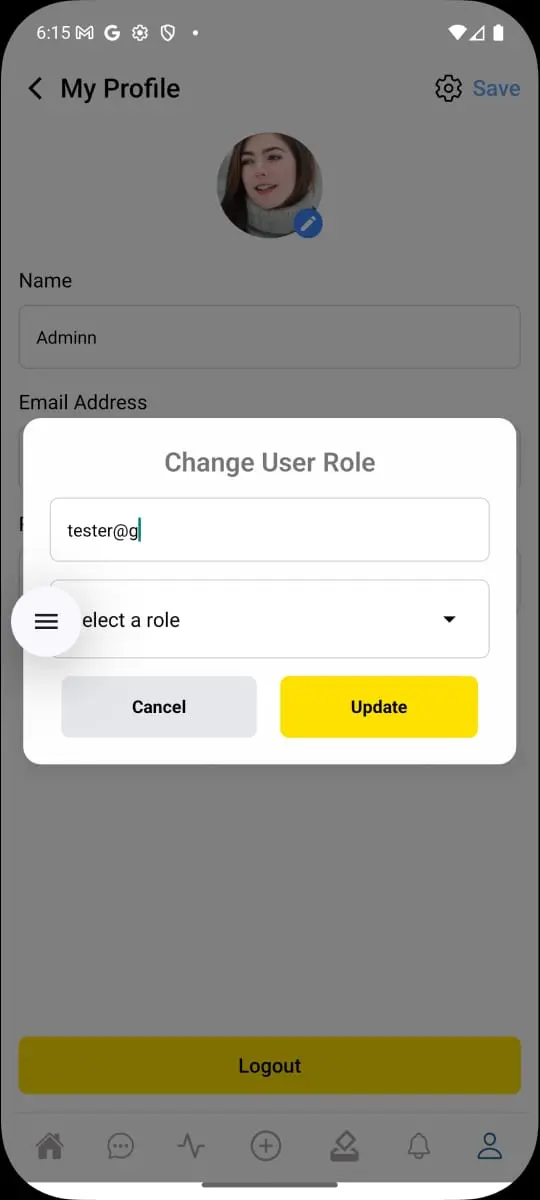 6:15
My Profile
Save
Name
Adminn
Email Address
Change User Role
tester@g
elect a role
Cancel
Update
Logout